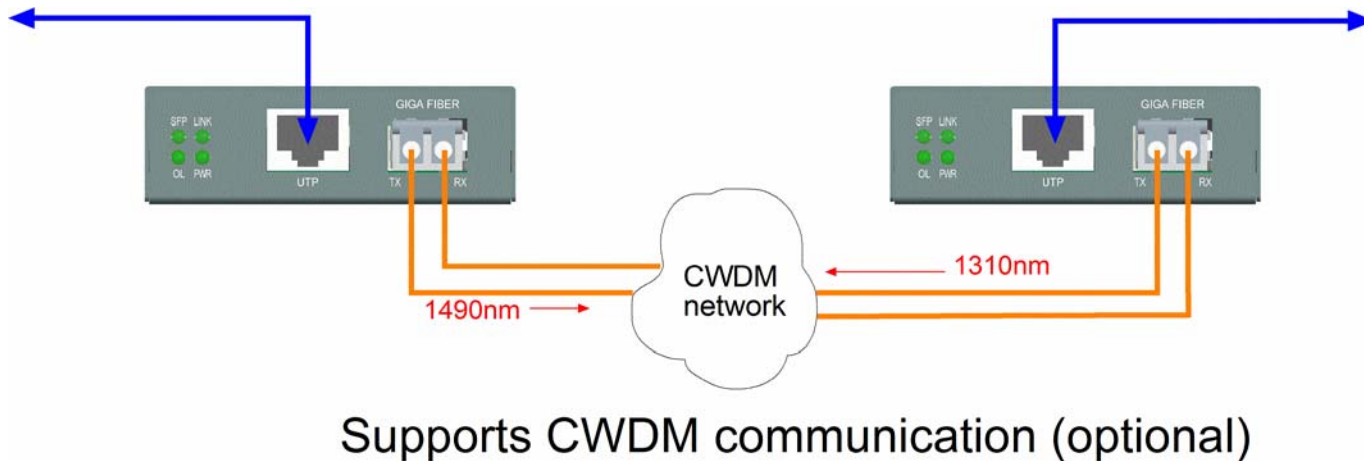 GIGA FIBER
SFP LINK
OL PWR
UTP
TX RX
GIGA FIBER
SFP LINK
OL PWR
UTP
TX RX
CWDM
network
1490nm
1310nm
Supports CWDM communication (optional)